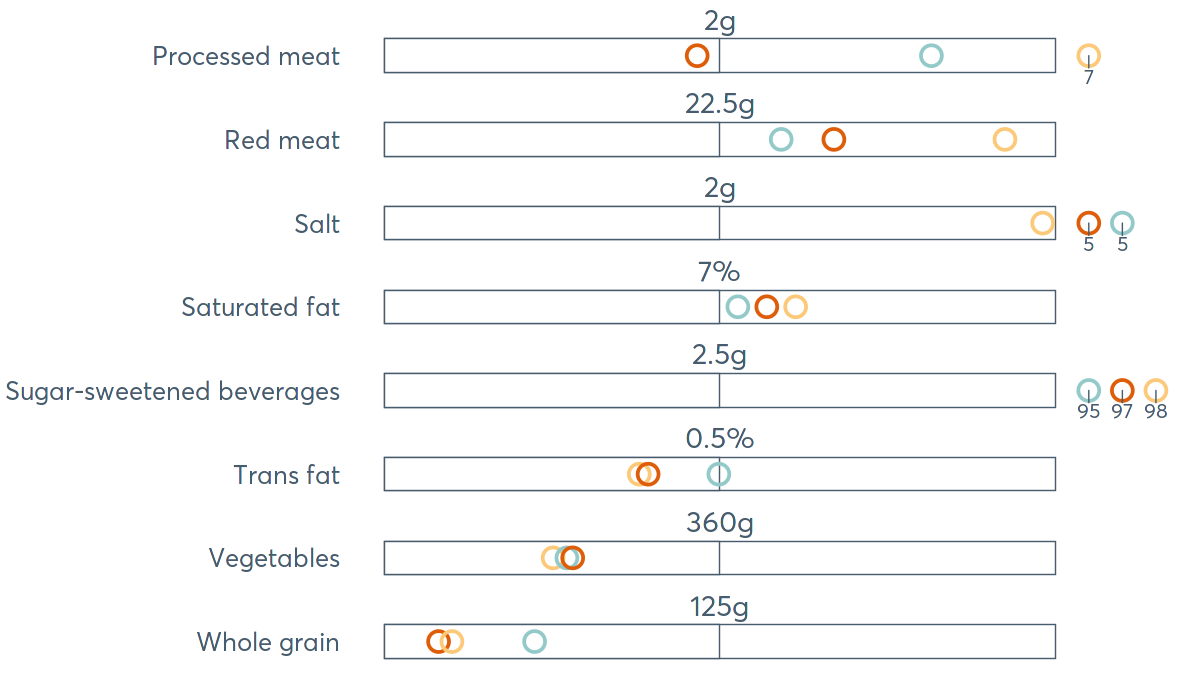 2g
Processed meat
7
22.5g
Red meat
2g
Salt
5 5
7%
Saturated fat
2.5g
Sugar-sweetened beverages
95 97 98
0.5%
Trans fat
360g
Vegetables
125g
Whole grain